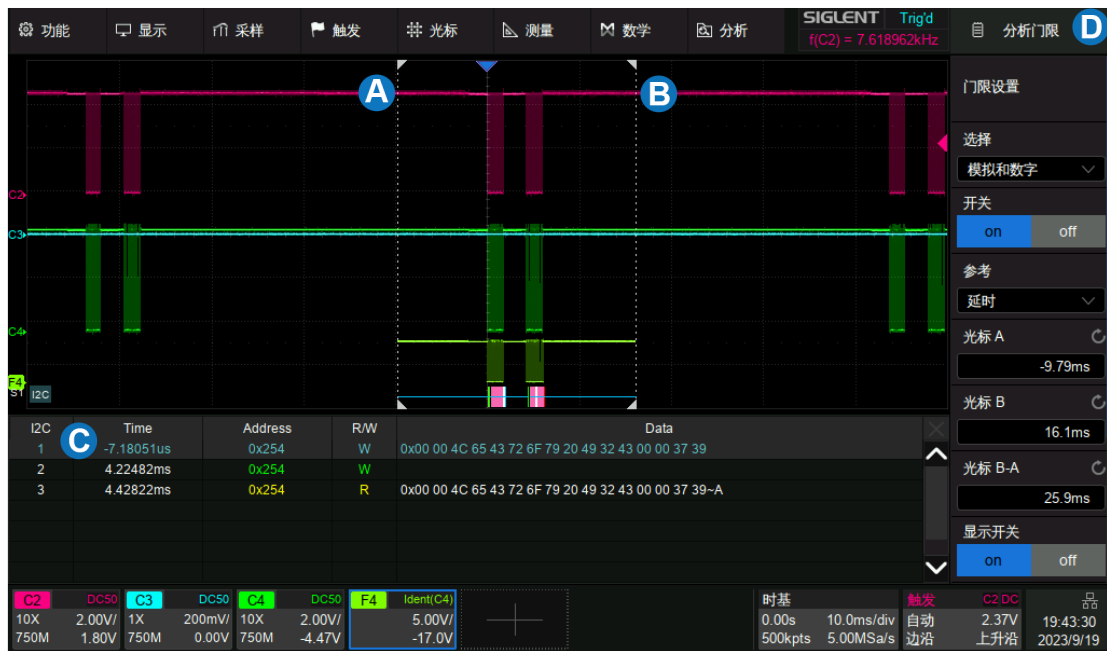 功能 显示 采样 触发 光标 测量 数学 分析 SIGLENT Trig'd 分析门限 D
f(C2) = 7.618962kHz
A B
门限设置
选择
模拟和数字
开关
on off
参考
延时
光标 A
-9.79ms
光标 B
16.1ms
光标 B-A
25.9ms
显示开关
on off
C2
C3
C4
F4
S1 I2C
I2C Time Address R/W Data
C
1 -7.18051us 0x254 W 0x00 00 4C 65 43 72 6F 79 20 49 32 43 00 00 37 39
2 4.22482ms 0x254 W
3 4.42822ms 0x254 R 0x00 00 4C 65 43 72 6F 79 20 49 32 43 00 00 37 39~A
C2 DC50 C3 DC50 C4 DC50 F4 Ident(C4) 时基 触发 C2 DC
10X 2.00V/ 1X 200mV/ 10X 2.00V/ 5.00V/ 0.00s 10.0ms/div 自动 2.37V 19:43:30
750M 1.80V 750M 0.00V 750M -4.47V -17.0V 500kpts 5.00MSa/s 边沿 上升沿 2023/9/19